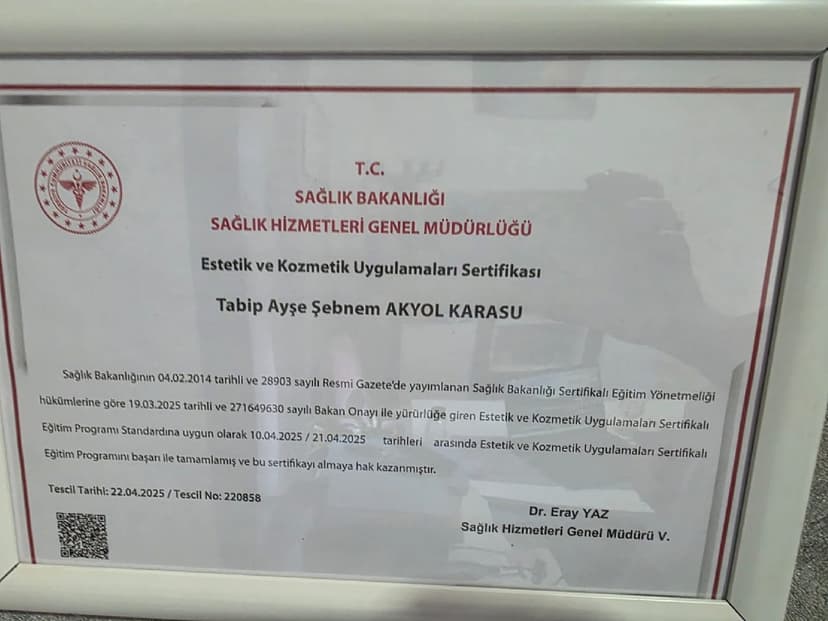 T.C.
SAĞLIK BAKANLIĞI
SAĞLIK HİZMETLERİ GENEL MÜDÜRLÜĞÜ
Estetik ve Kozmetik Uygulamaları Sertifikası
Tabip Ayşe Şebnem AKYOL KARASU
Sağlık Bakanlığının 04.02.2014 tarihli ve 28903 sayılı Resmi Gazete'de yayımlanan Sağlık Bakanlığı Sertifikalı Eğitim Yönetmeliği
hükümlerine göre 19.03.2025 tarihli ve 271649630 sayılı Bakan Onayı ile yürürlüğe giren Estetik ve Kozmetik Uygulamaları Sertifikalı
Eğitim Programı Standardına uygun olarak 10.04.2025 / 21.04.2025 tarihleri arasında Estetik ve Kozmetik Uygulamaları Sertifikalı
Eğitim Programını başarı ile tamamlamış ve bu sertifikayı almaya hak kazanmıştır.
Tescil Tarihi: 22.04.2025 / Tescil No: 220858
Dr. Eray YAZ
Sağlık Hizmetleri Genel Müdürü V.